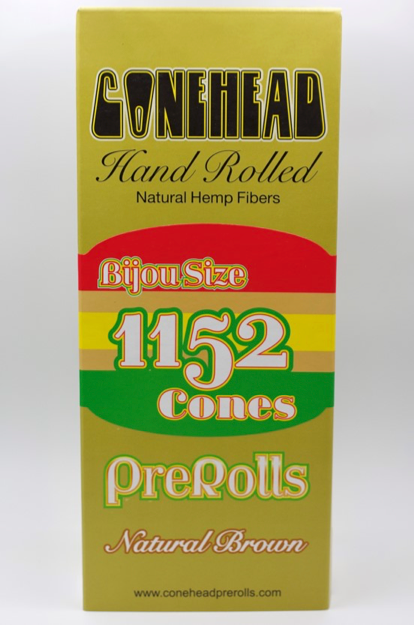 CONEHEAD
Hand Rolled
Natural Hemp Fibers
Bijou Size
1152
Cones
PreRolls
Natural Brown
www.coneheadprerolls.com